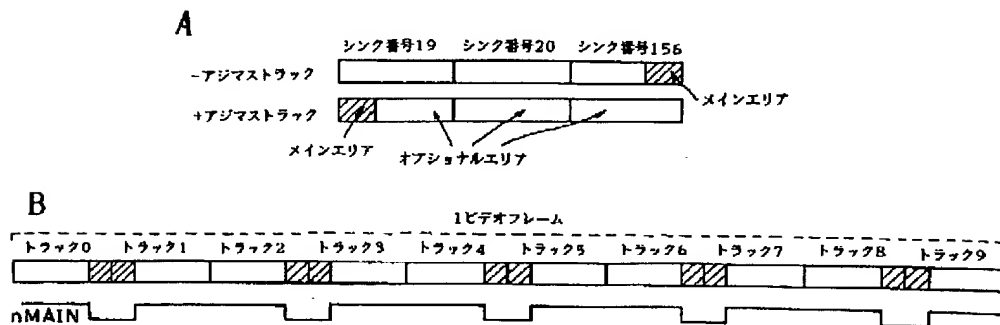 A
シンク番号19 シンク番号20 シンク番号156
-アジマストラック
メインエリア
+アジマストラック
メインエリア オプショナルエリア
B
1ビデオフレーム
トラック0 トラック1 トラック2 トラック3 トラック4 トラック5 トラック6 トラック7 トラック8 トラック9
nMAIN